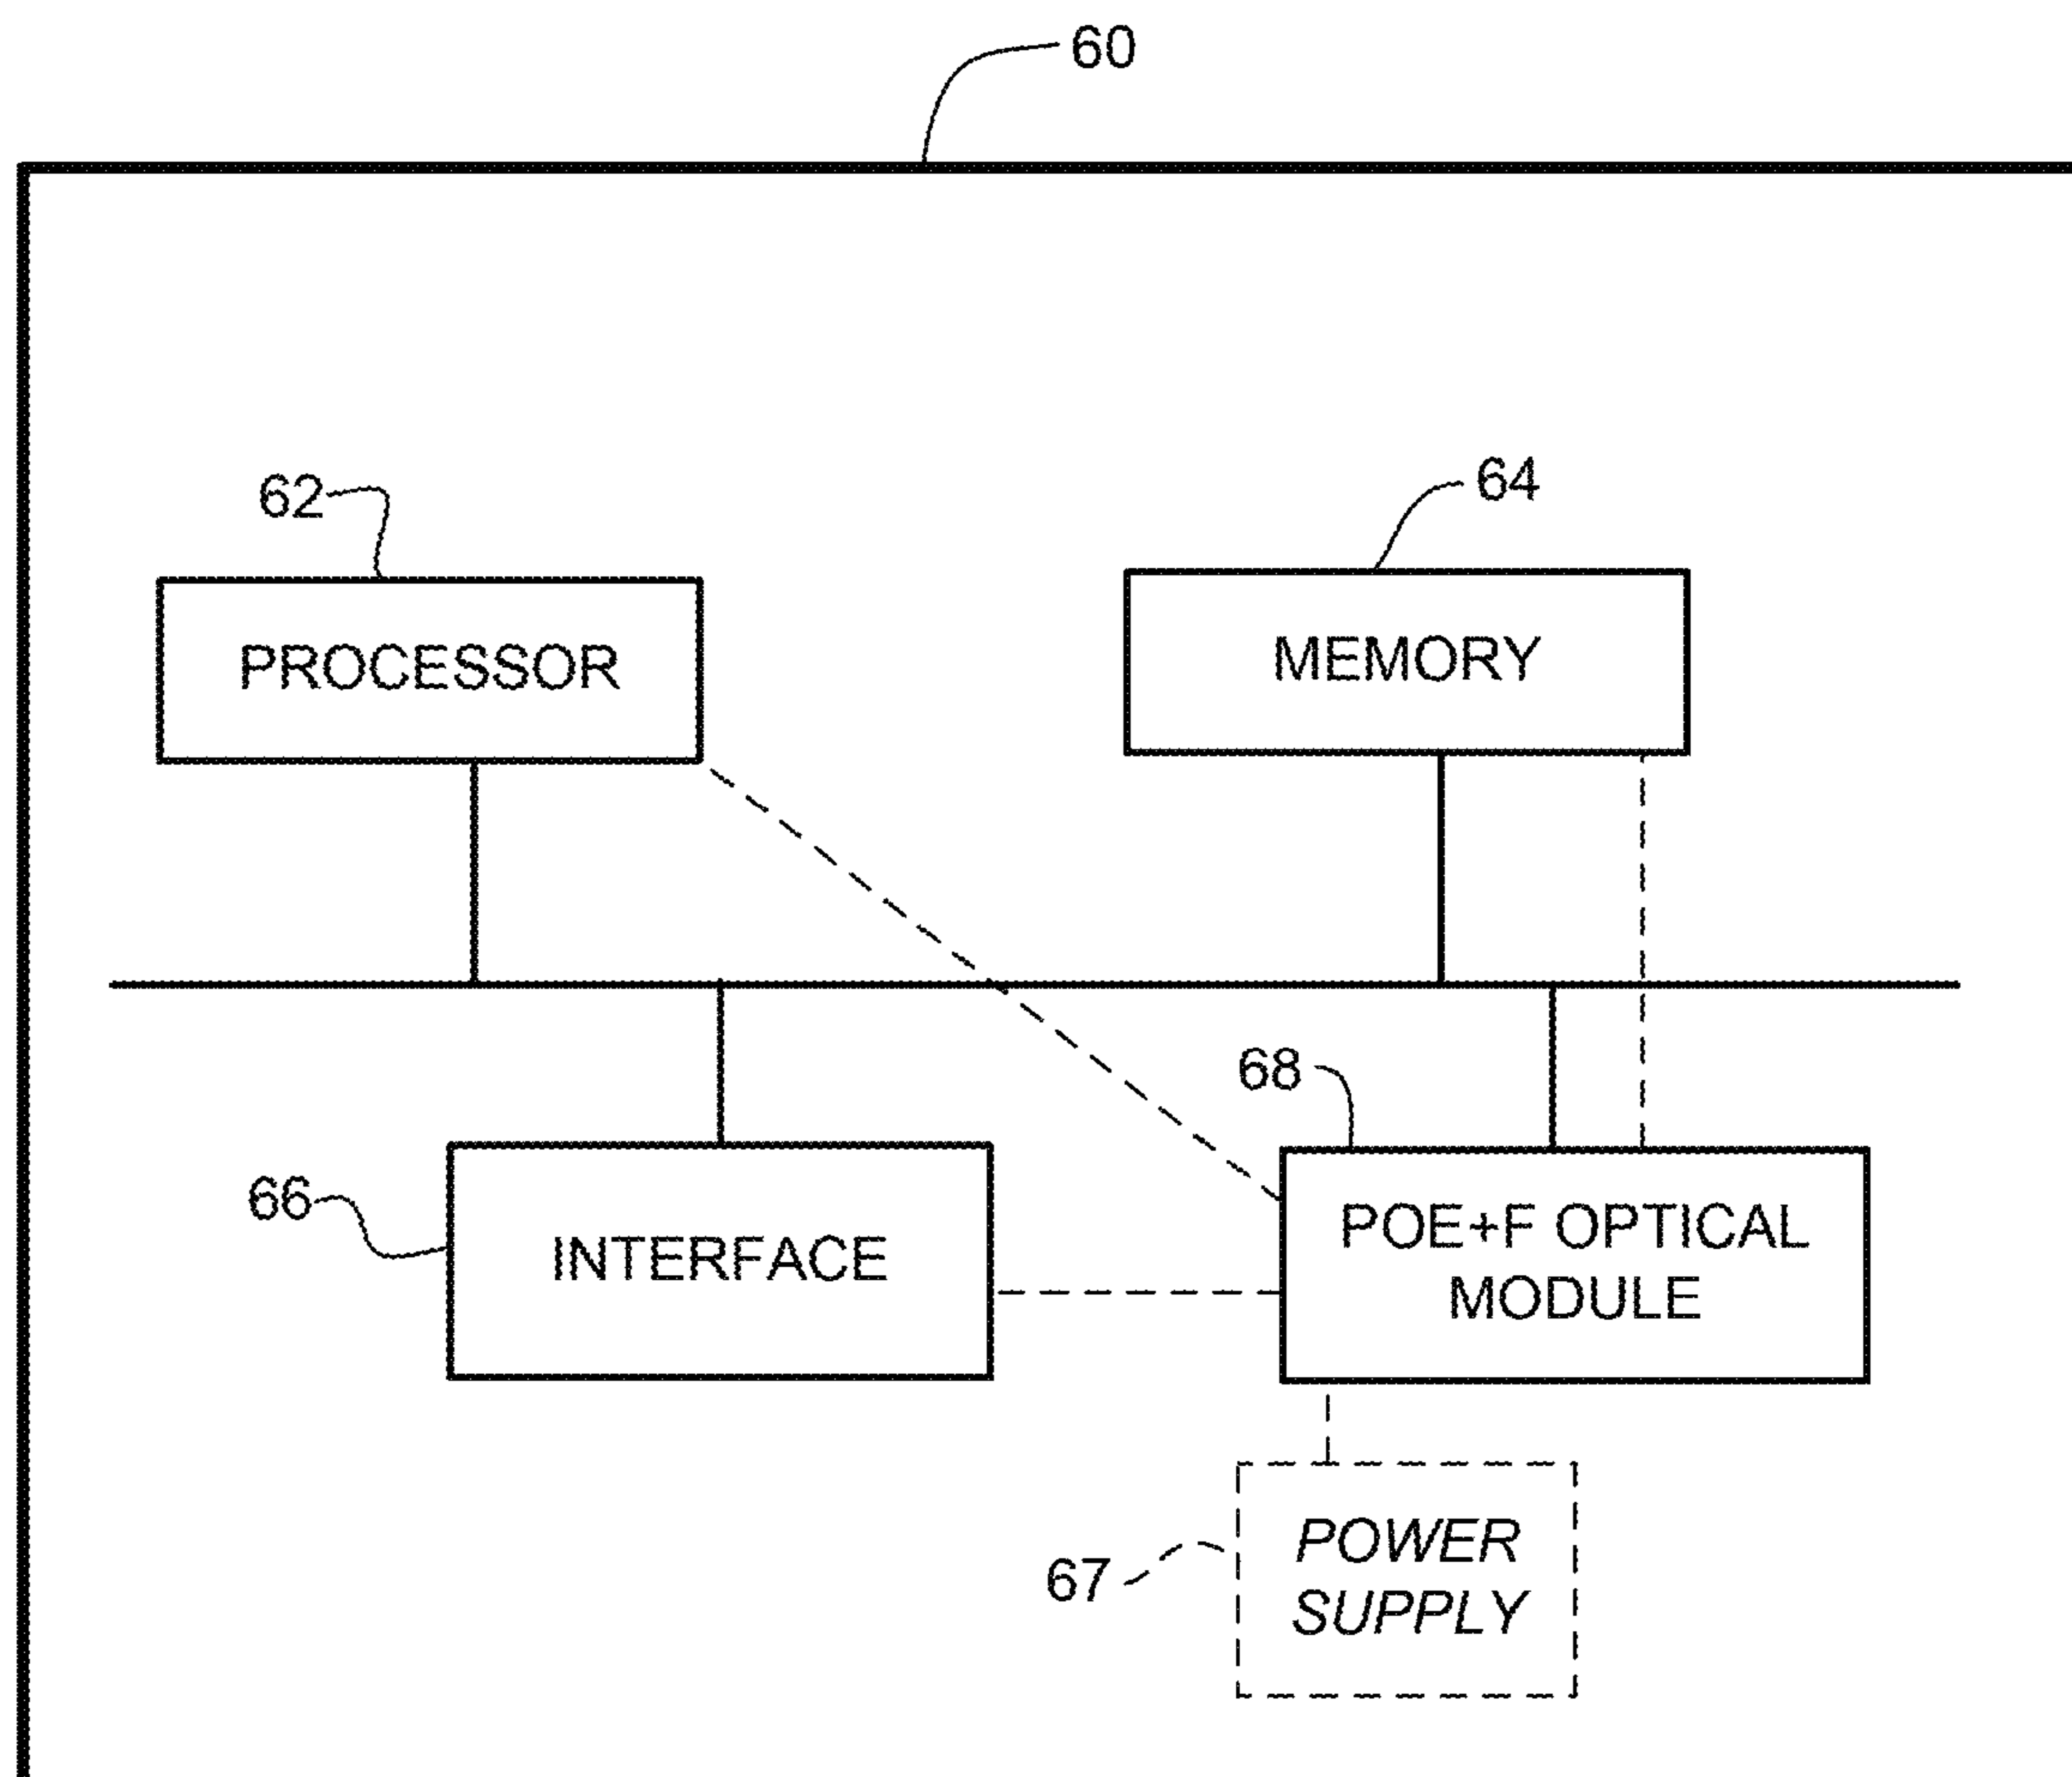 60
62
64
PROCESSOR
MEMORY
68
66
INTERFACE
POE+F OPTICAL
MODULE
67
POWER
SUPPLY